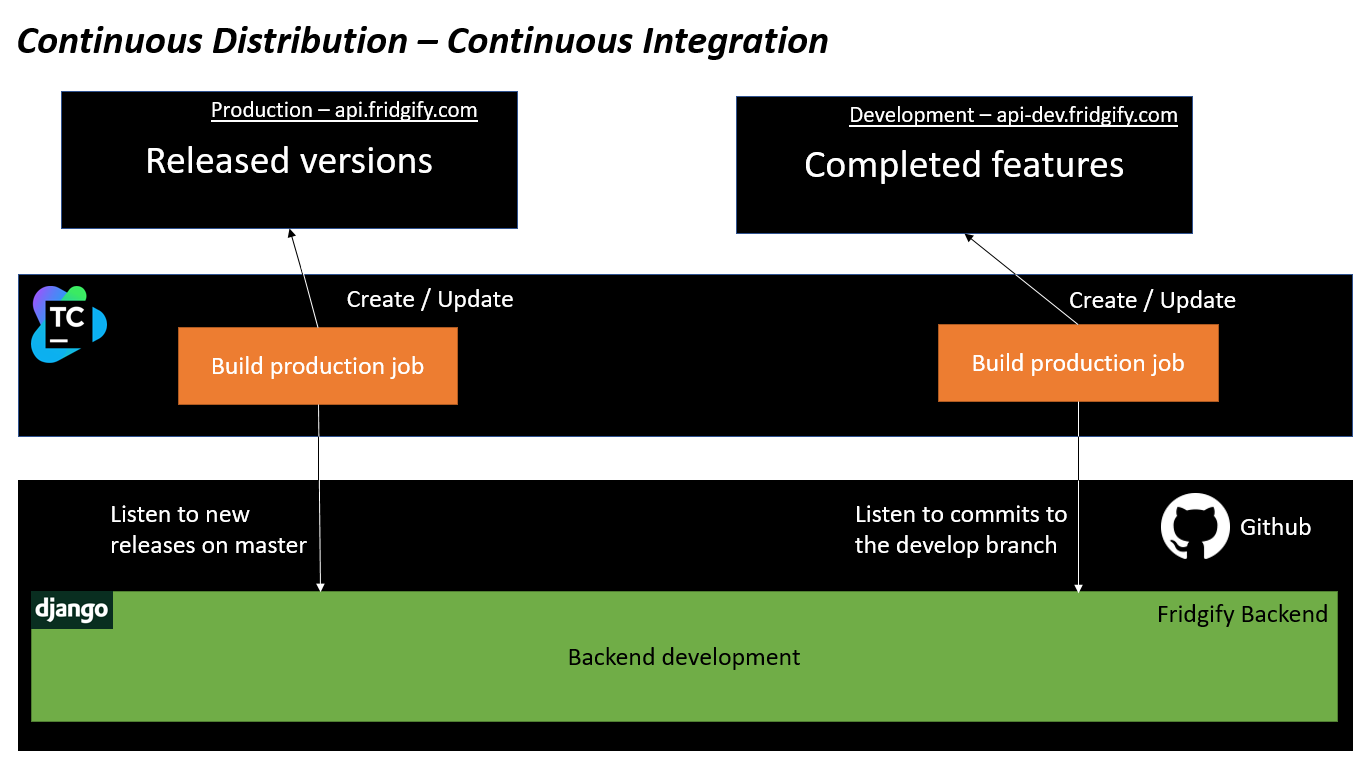 Continuous Distribution – Continuous Integration
Production – api.fridgify.com
Released versions
Development – api-dev.fridgify.com
Completed features
TC
Create / Update
Build production job
Create / Update
Build production job
Listen to new
releases on master
Listen to commits to
the develop branch
Github
django
Fridgify Backend
Backend development